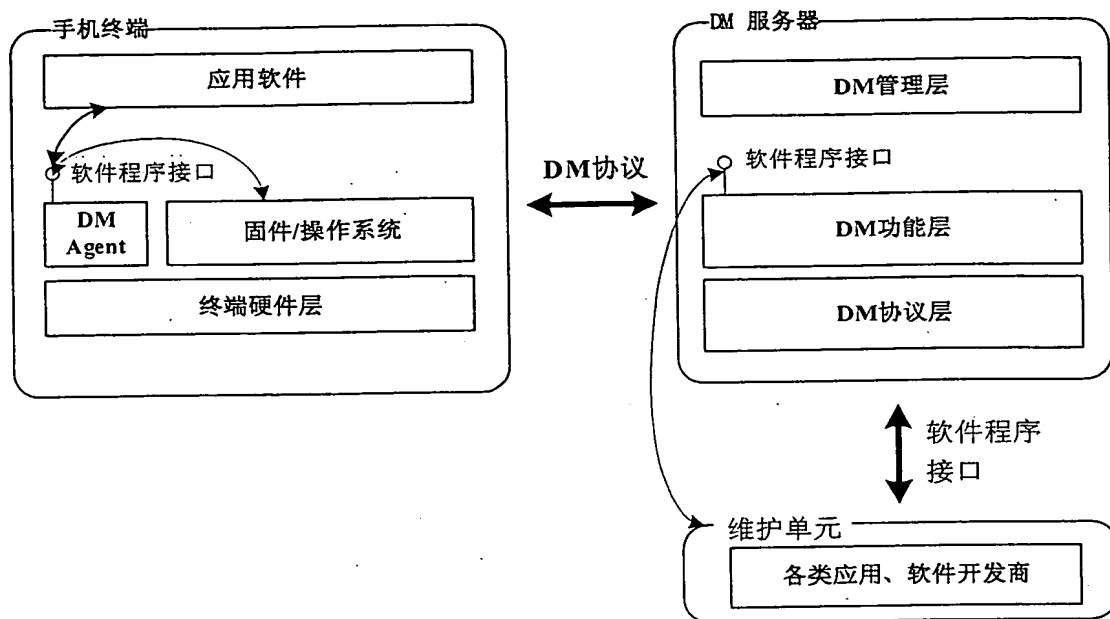 手机终端
应用软件
软件程序接口
DM
Agent
固件/操作系统
终端硬件层
DM协议
DM 服务器
DM管理层
软件程序接口
DM功能层
DM协议层
软件程序
接口
维护单元
各类应用、软件开发商